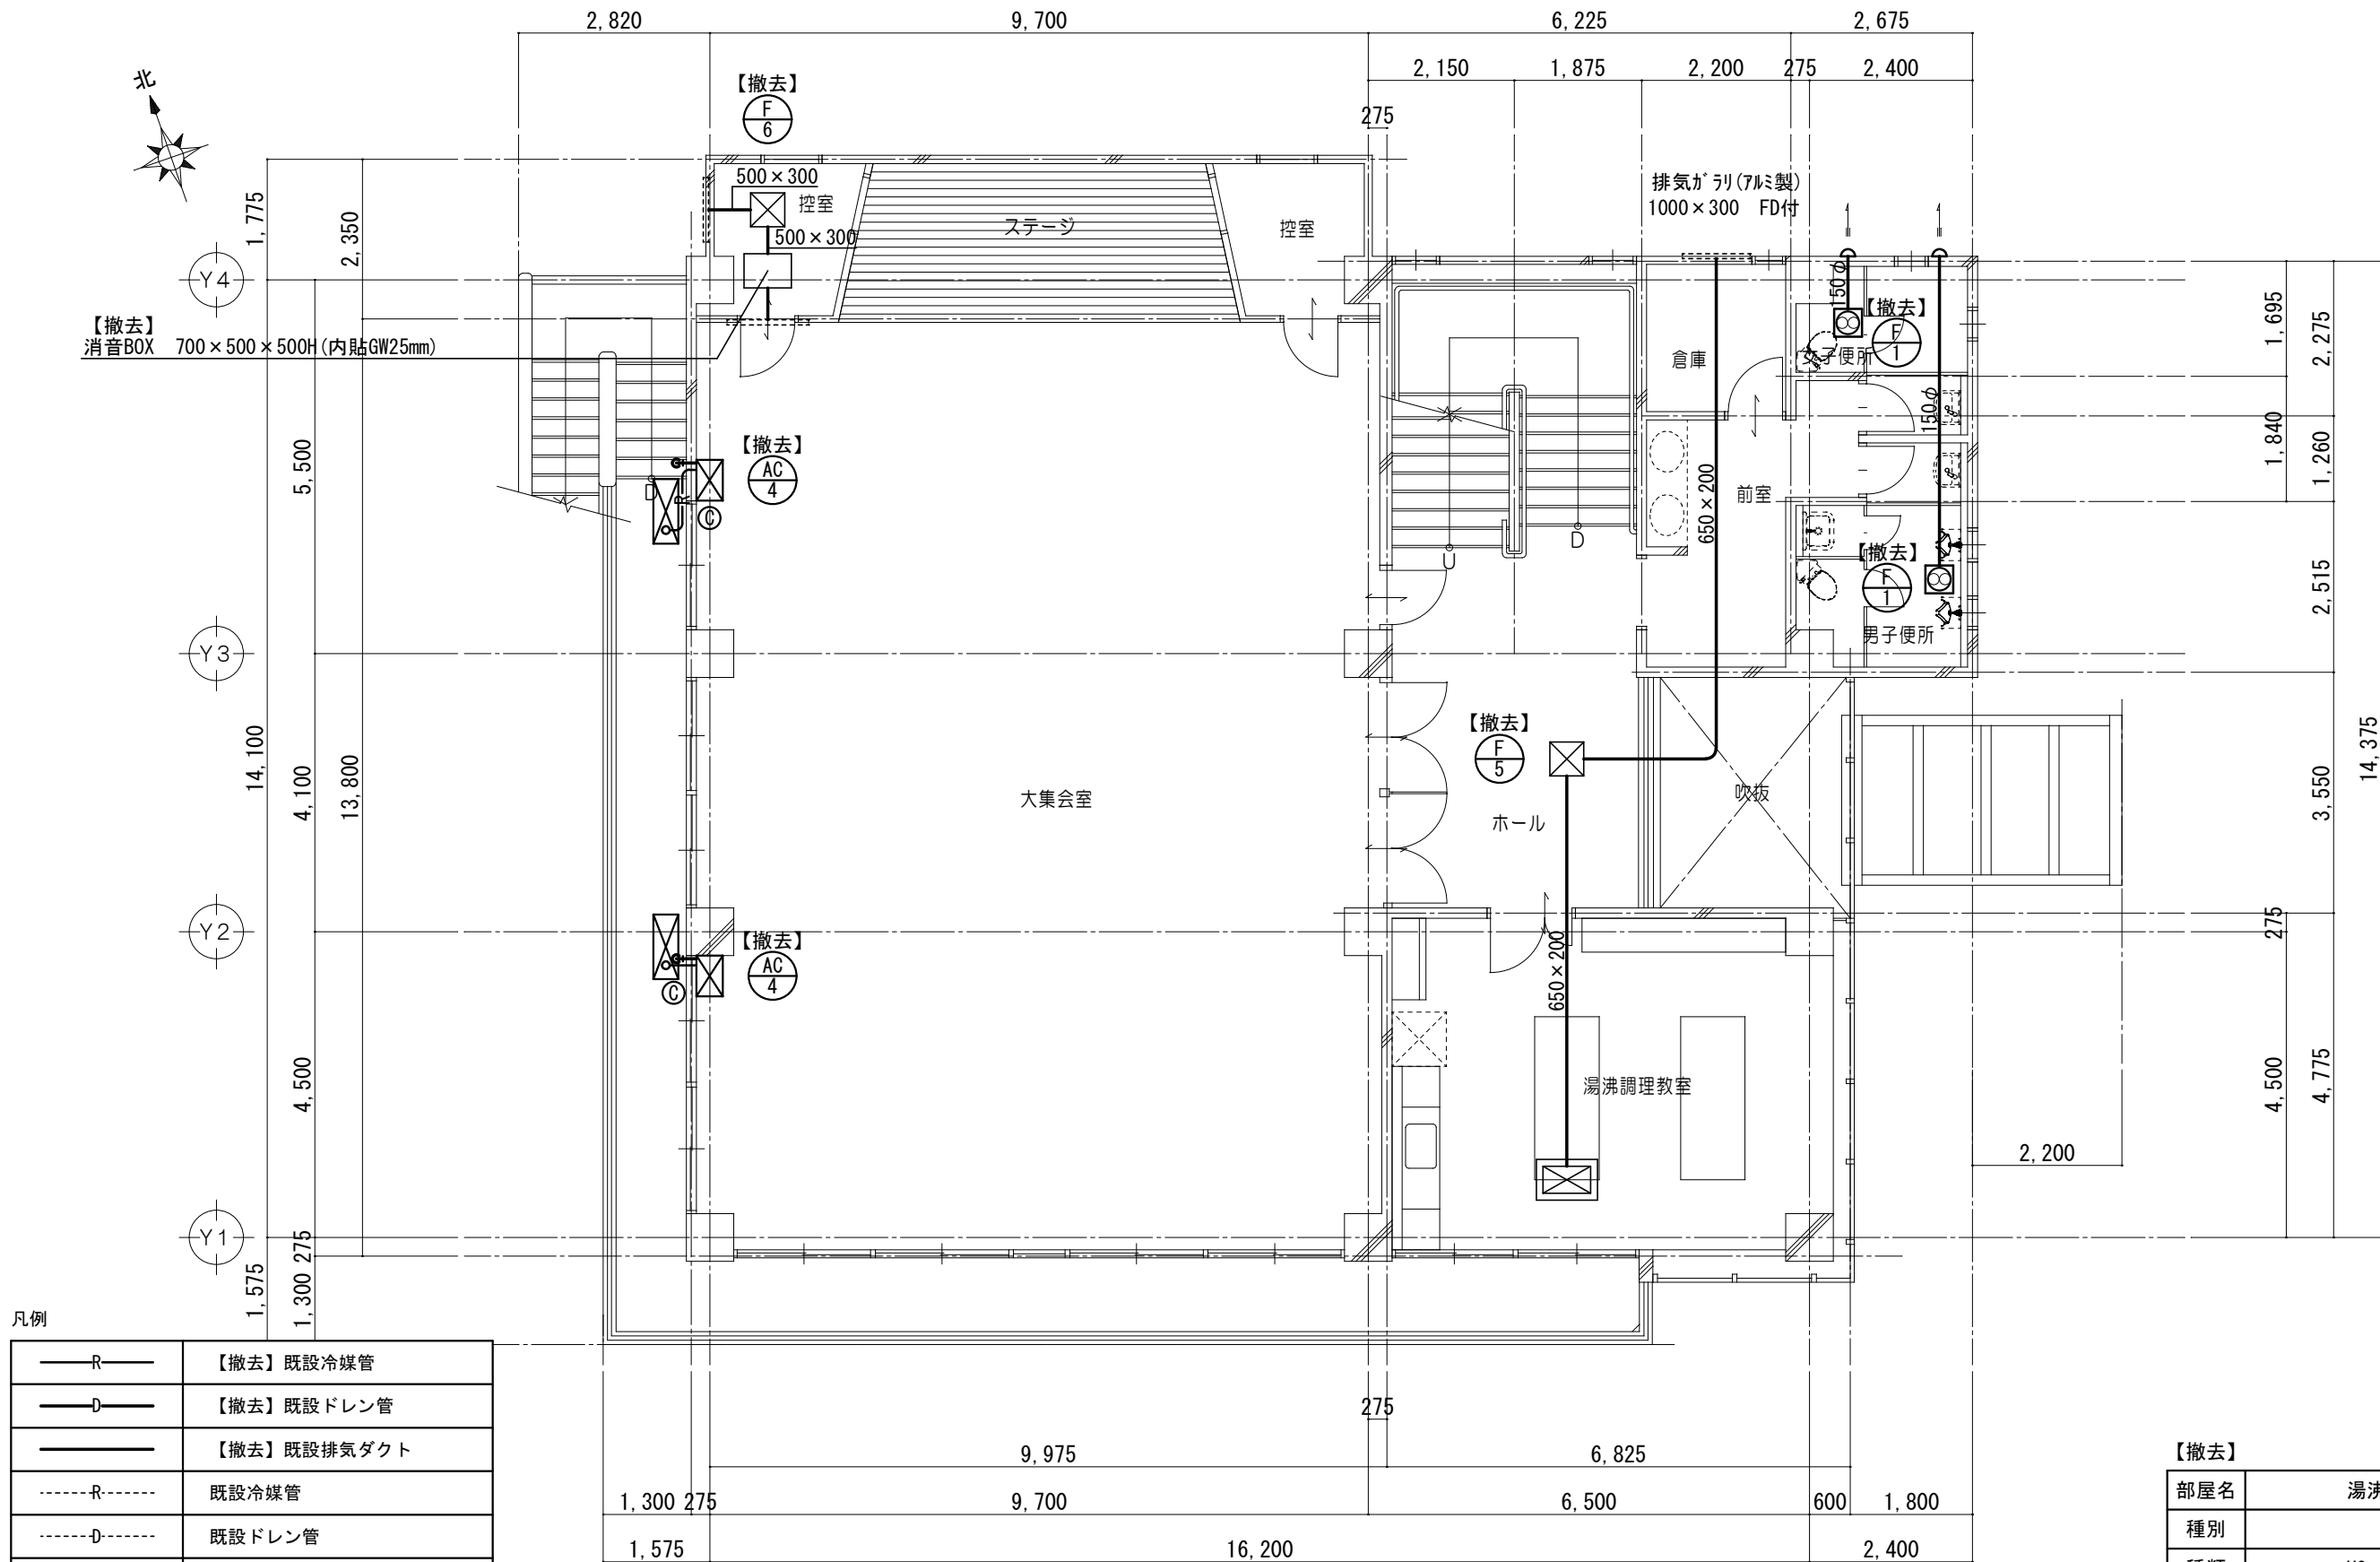 2,820
9,700
6,225
2,675
2,150
1,875
2,200
275
2,400
北
【撤去】
F
6
275
500×300
控室
ステージ
控室
500×300
排気ガラリ(アルミ製)
1000×300 FD付
1,775
2,350
Y4
【撤去】
消音BOX 700×500×500H(内貼GW25mm)
150φ
【撤去】
F
1
女子便所
倉庫
1,695
2,275
150φ
1,840
1,260
5,500
【撤去】
AC
4
D
R
C
650×200
前室
U
D
【撤去】
F
1
男子便所
2,515
Y3
14,100
4,100
13,800
【撤去】
F
5
大集会室
ホール
吹抜
3,550
14,375
Y2
【撤去】
AC
4
C
650×200
275
4,500
湯沸調理教室
4,500
4,775
2,200
Y1
275
1,575
1,300
凡例
R 【撤去】既設冷媒管
D 【撤去】既設ドレン管
【撤去】既設排気ダクト
R 既設冷媒管
D 既設ドレン管
275
9,975
6,825
1,300
275
9,700
6,500
600
1,800
1,575
16,200
2,400
【撤去】
部屋名
種別